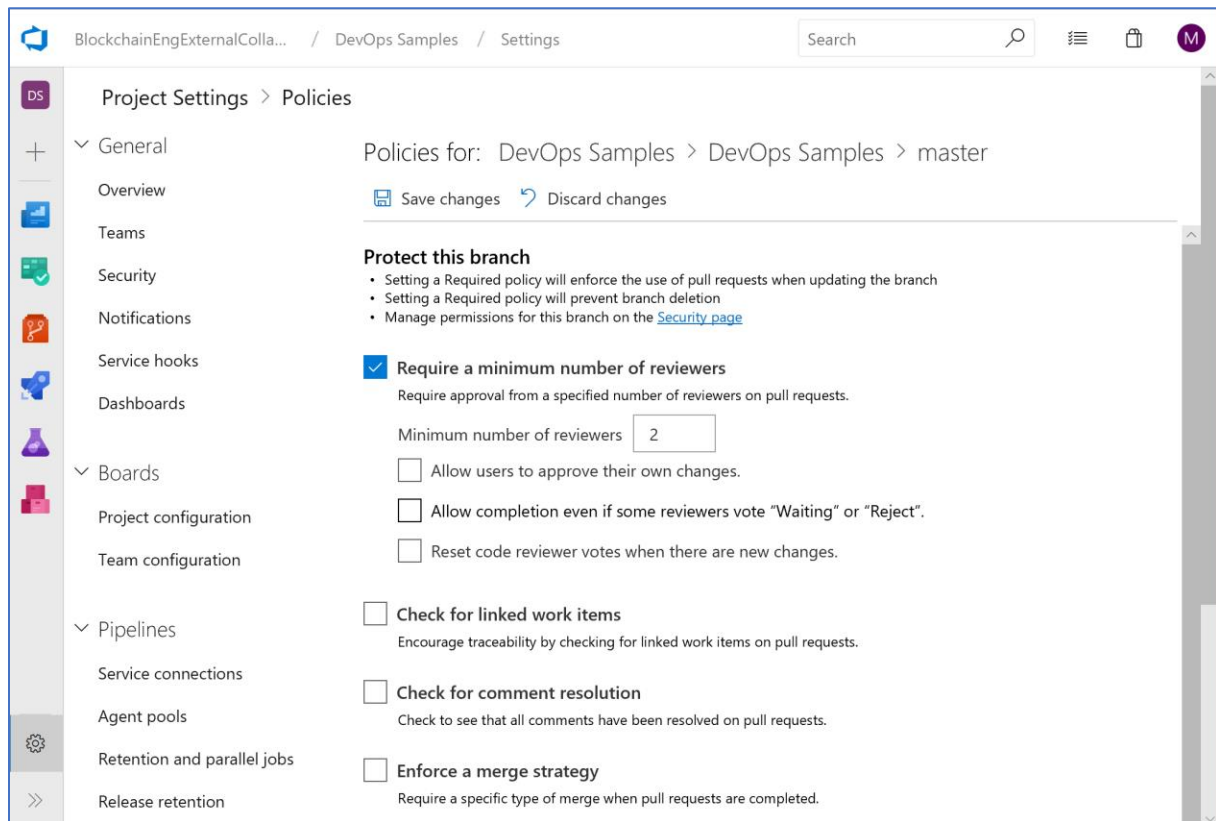 BlockchainEngExternalColla... / DevOps Samples / Settings
Search
M
DS
Project Settings > Policies
General
Overview
Teams
Security
Notifications
Service hooks
Dashboards
Boards
Project configuration
Team configuration
Pipelines
Service connections
Agent pools
Retention and parallel jobs
Release retention
Policies for: DevOps Samples > DevOps Samples > master
Save changes Discard changes
Protect this branch
• Setting a Required policy will enforce the use of pull requests when updating the branch
• Setting a Required policy will prevent branch deletion
• Manage permissions for this branch on the Security page
Require a minimum number of reviewers
Require approval from a specified number of reviewers on pull requests.
Minimum number of reviewers 2
Allow users to approve their own changes.
Allow completion even if some reviewers vote “Waiting” or “Reject”.
Reset code reviewer votes when there are new changes.
Check for linked work items
Encourage traceability by checking for linked work items on pull requests.
Check for comment resolution
Check to see that all comments have been resolved on pull requests.
Enforce a merge strategy
Require a specific type of merge when pull requests are completed.